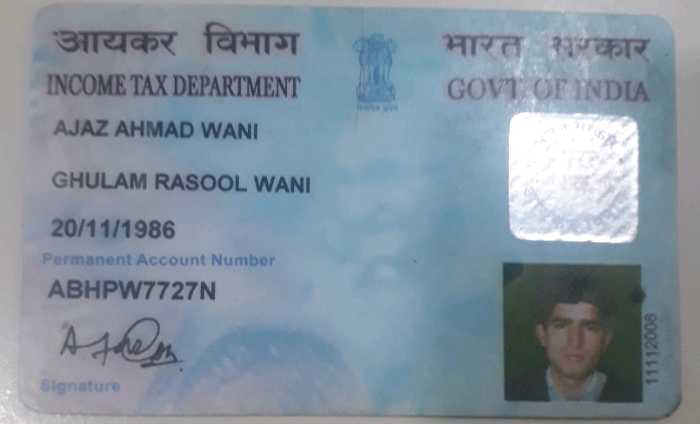 आयकर विभाग
भारत सरकार
INCOME TAX DEPARTMENT
GOVT. OF INDIA
AJAZ AHMAD WANI
GHULAM RASOOL WANI
20/11/1986
Permanent Account Number
ABHPW7727N
Signature
11112008